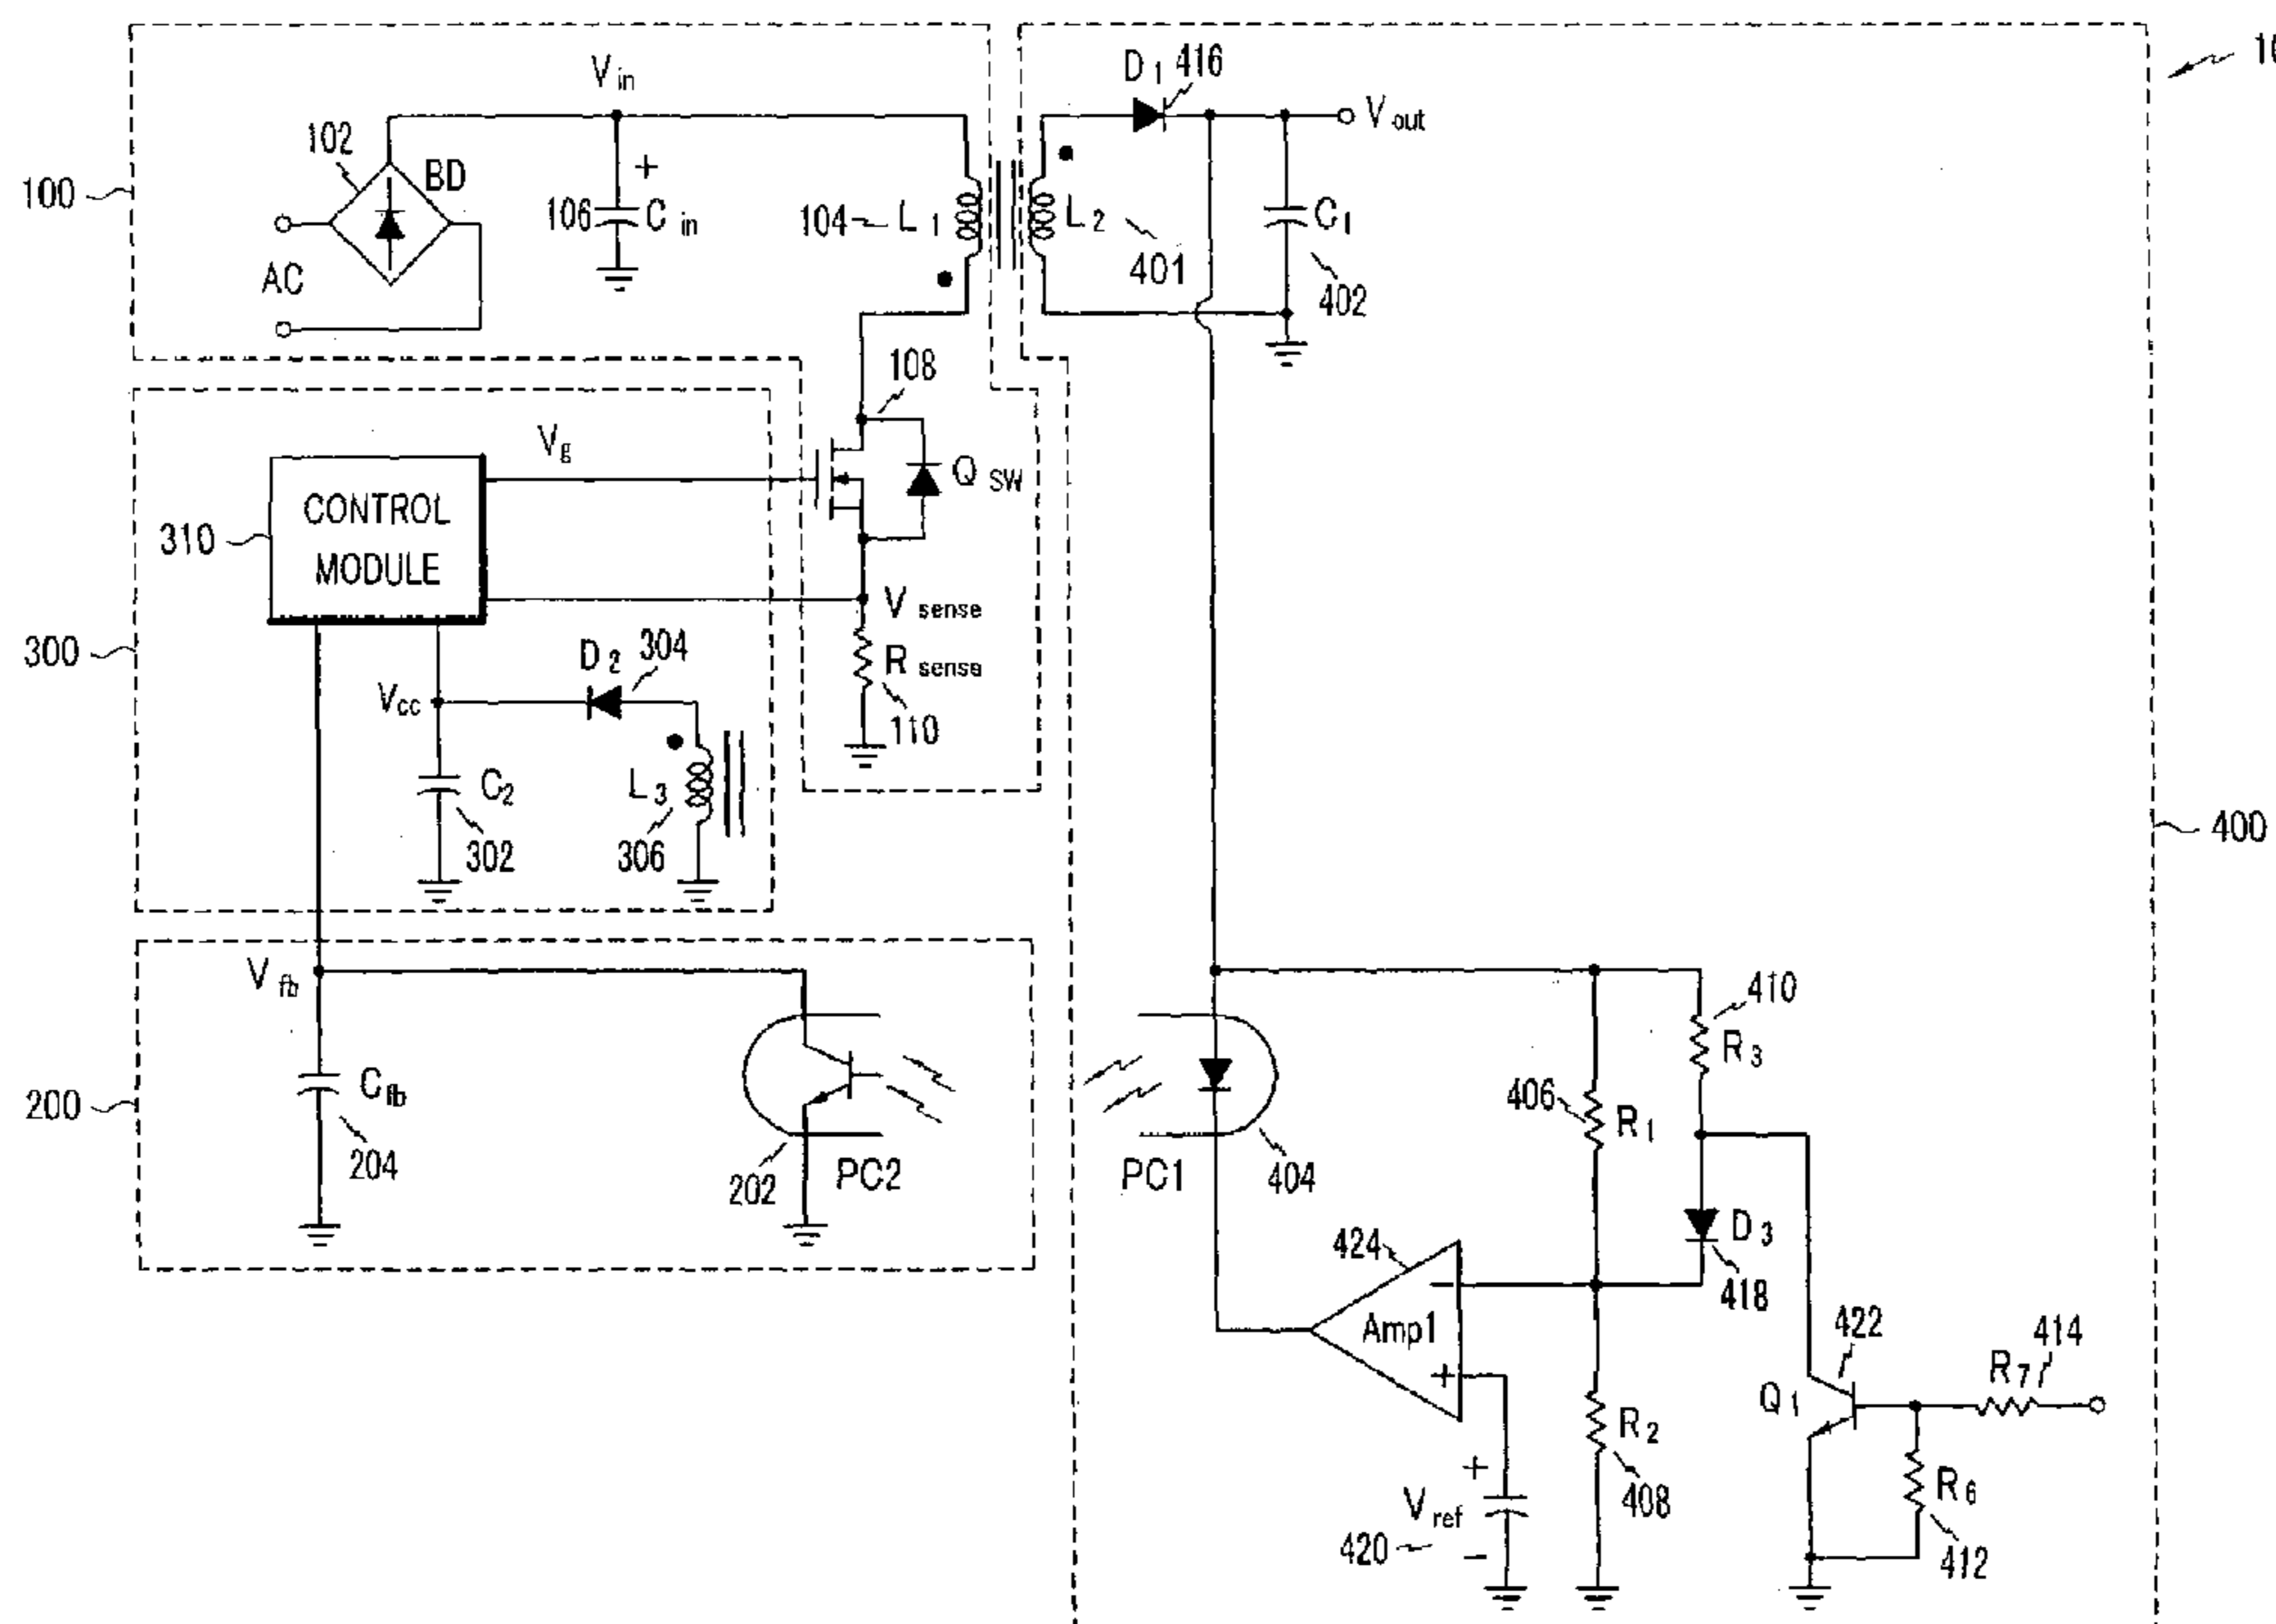 10
V in
D 1 416
V out
102
BD
100
106
+
C in
104
L 1
L 2
401
C 1
402
AC
108
V g
Q SW
CONTROL
MODULE
310
V sense
R sense
110
300
D 2 304
Vcc
C2
302
L 3
306
400
V fb
410
R 3
406
R 1
C fb
204
200
202
PC2
PC1
404
D 3
418
424
−
Amp1
+
422
414
R 7
Q 1
R 2
408
R 6
412
+
V ref
420
−